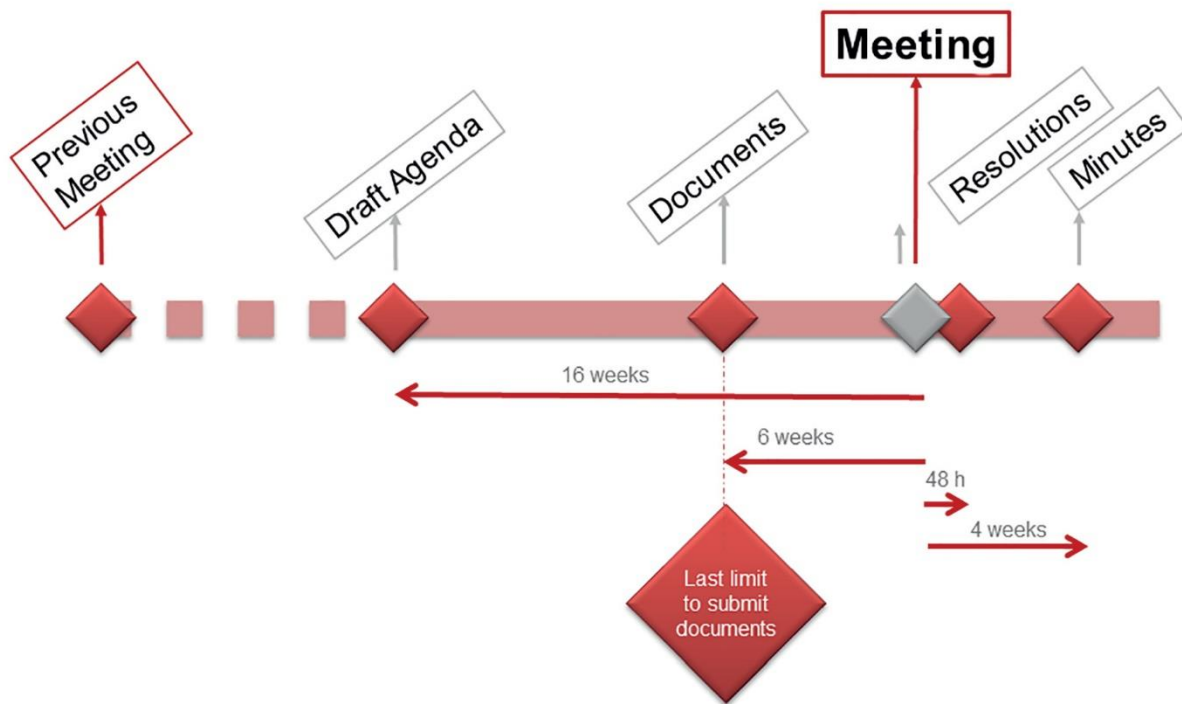 Meeting
Previous
Meeting
Draft Agenda
Documents
Resolutions
Minutes
16 weeks
6 weeks
48 h
4 weeks
Last limit
to submit
documents